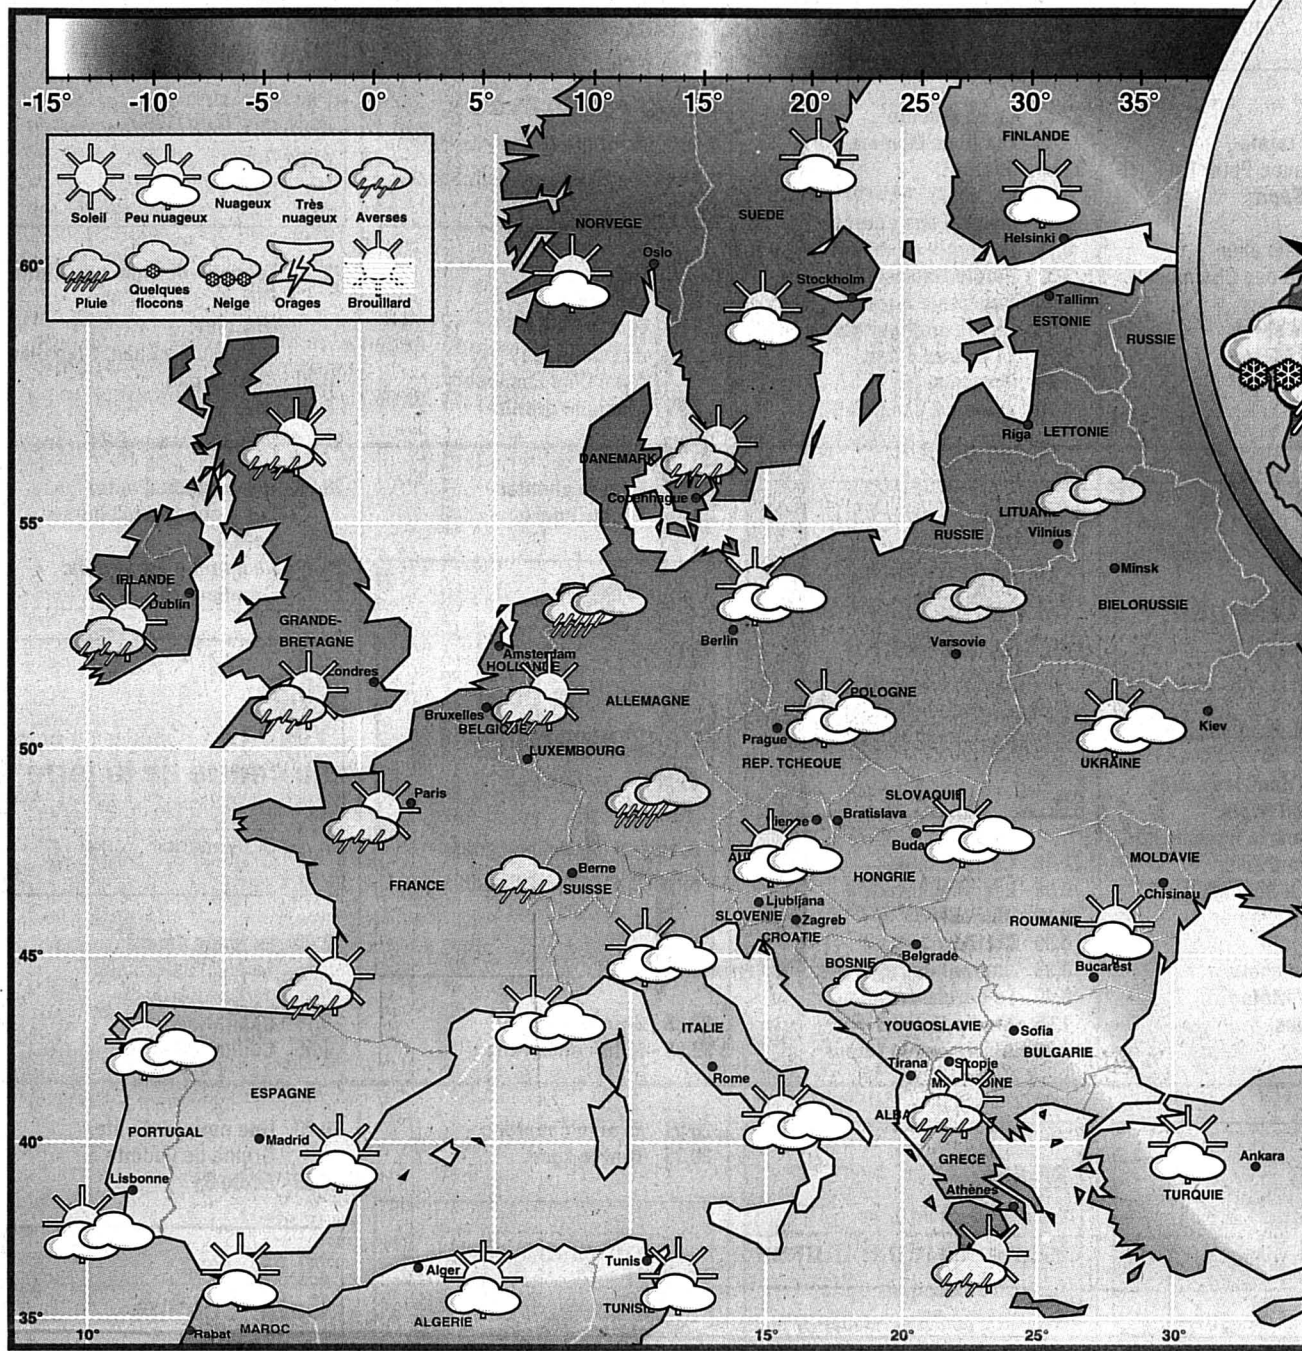 -15° -10° -5° 0° 5° 10° 15° 20° 25° 30° 35°
Soleil
Peu nuageux
Nuageux
Très
nuageux
Averses
Pluie
Quelques
flocons
Neige
Orages
Brouillard
FINLANDE
NORVEGE
SUEDE
Helsinki
Oslo
60°
Stockholm
Tallinn
ESTONIE
RUSSIE
Riga
LETTONIE
DANEMARK
Copenhague
LITUANIE
55°
RUSSIE
Vilnius
Minsk
IRLANDE
Dublin
BIELORUSSIE
GRANDE-
BRETAGNE
Berlin
Varsovie
Amsterdam
HOLLANDE
Londres
ALLEMAGNE
POLOGNE
Bruxelles
BELGIQUE
Kiev
Prague
50°
LUXEMBOURG
REP. TCHEQUE
UKRAINE
Paris
SLOVAQUIE
Bratislava
Buda
MOLDAVIE
Berne
FRANCE
SUISSE
HONGRIE
Chisinau
Ljubljana
SLOVENIE
Zagreb
ROUMANIE
CROATIE
45°
Belgrade
BOSNIE
Bucarest
ITALIE
YOUGOSLAVIE
Sofia
BULGARIE
Tirana
Skopje
Rome
ESPAGNE
PORTUGAL
40°
Madrid
GRECE
Ankara
Lisbonne
Athènes
TURQUIE
Alger
Tunis
TUNISIE
ALGERIE
35°
MAROC
Rabat
10° 15° 20° 25° 30°